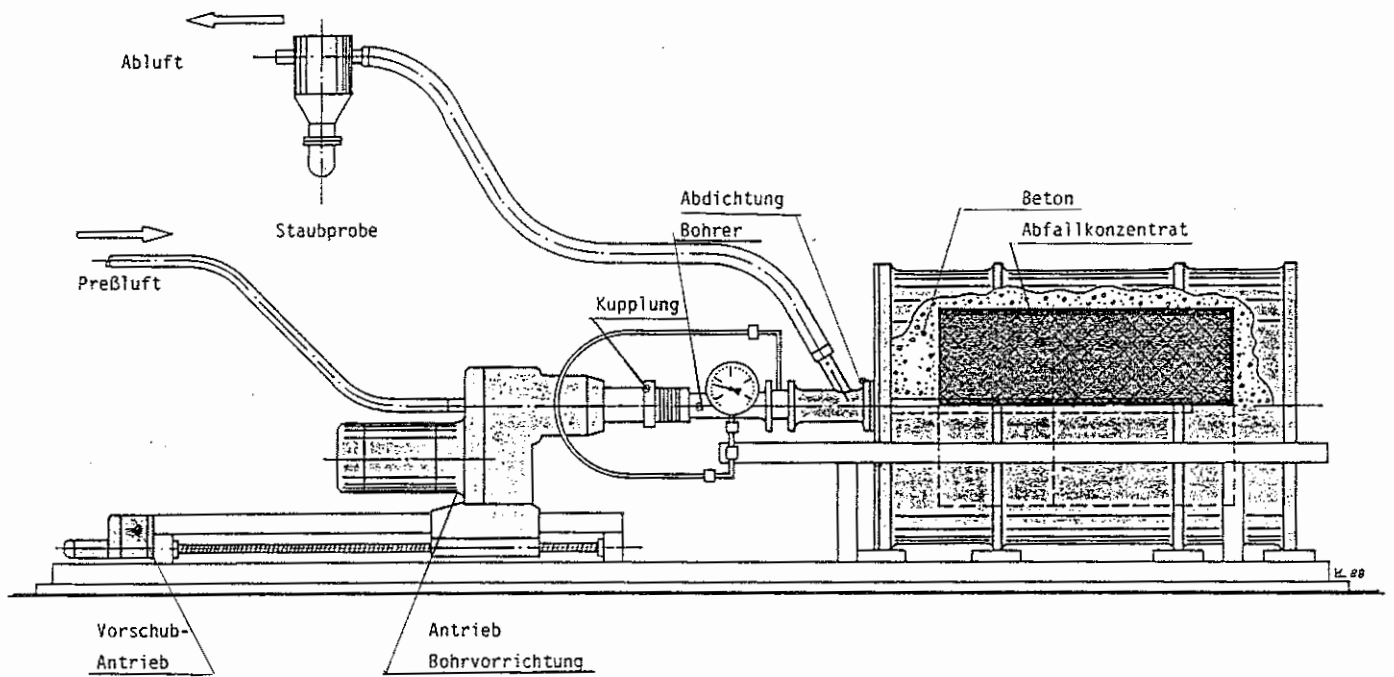 Abluft
Staubprobe
Preßluft
Abdichtung
Bohrer
Kupplung
Beton
Abfallkonzentrat
Vorschub-
Antrieb
Antrieb
Bohrvorrichtung